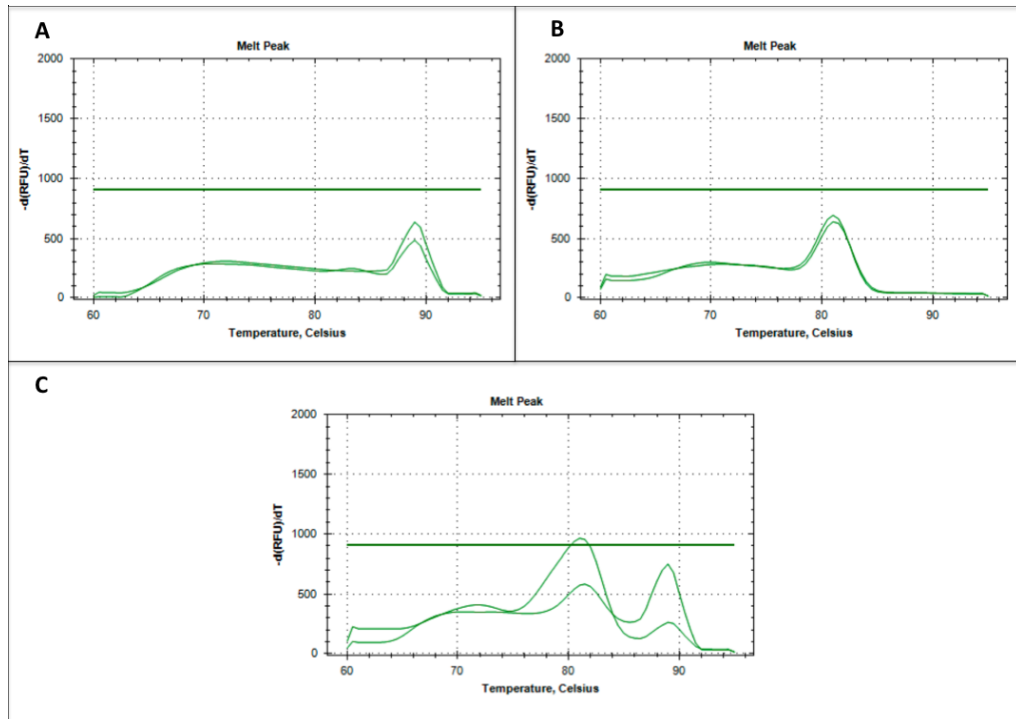 A
Melt Peak
2000
1500
1000
500
0
-d(RFU)/dT
60 70 80 90
Temperature, Celsius
B
Melt Peak
2000
1500
1000
500
0
-d(RFU)/dT
60 70 80 90
Temperature, Celsius
C
Melt Peak
2000
1500
1000
500
0
-d(RFU)/dT
60 70 80 90
Temperature, Celsius